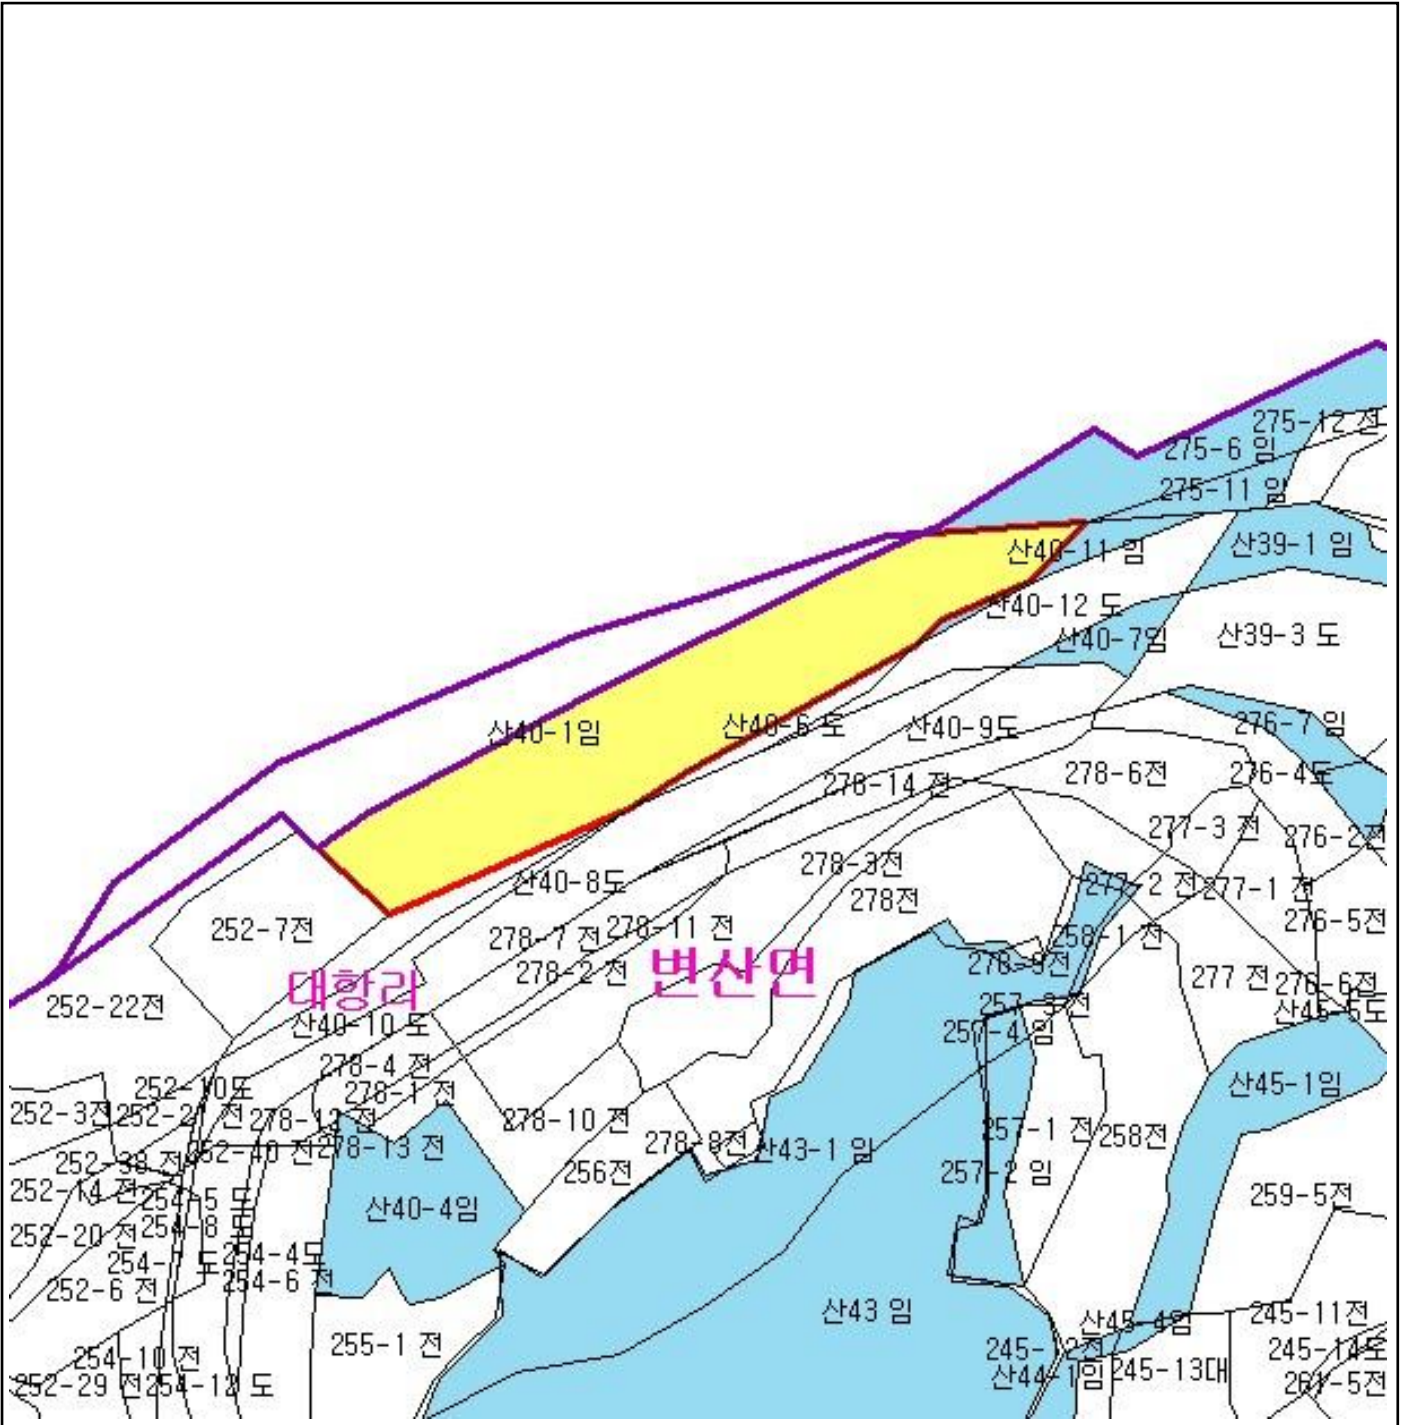 275-12 전
275-6 임
275-11 임
산40-11 임
산39-1 임
산40-12 도
산40-7임
산39-3 도
산40-1임
산40-6 도
산40-9도
276-7 임
278-14 전
278-6전
276-4도
277-3 전
276-2전
278-3전
산40-8도
278전
277-2 전
277-1 전
252-7전
278-7 전
278-11 전
258-1 전
276-5전
278-2 전
변산면
278-9전
277 전
276-6전
대항리
252-22전
산40-10 도
257-3 전
257-4 임
산45-5도
278-4 전
252-10도
278-1 전
산45-1임
252-3전
252-21 전
278-12 전
278-10 전
278-8전
257-1 전
258전
252-38 전
252-40 전
278-13 전
256전
산43-1 임
257-2 임
252-14 전
254-5 도
산40-4임
259-5전
252-20 전
254-8 도
254-7 도
254-4도
252-6 전
254-6 전
산43 임
산45-4임
245-11전
254-10 전
255-1 전
245-2전
245-14도
252-29 전
254-12 도
산44-1임
245-13대
261-5전